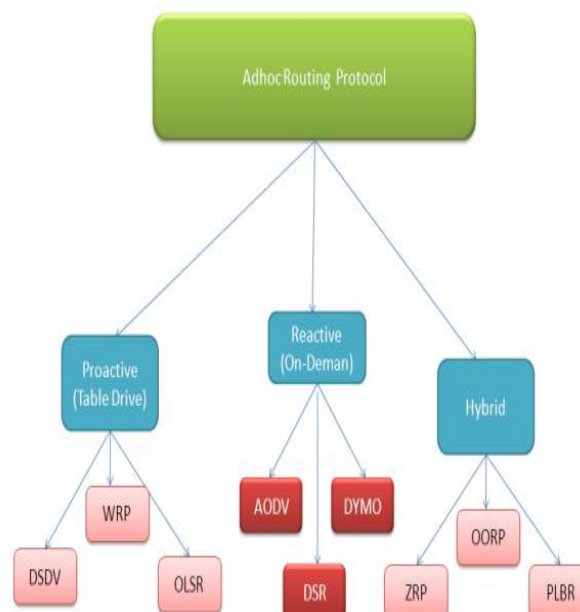 Adhoc Routing Protocol
Proactive
(Table Drive)
Reactive
(On-Deman)
Hybrid
WRP
DSDV
OLSR
AODV
DYMO
DSR
OORP
ZRP
PLBR